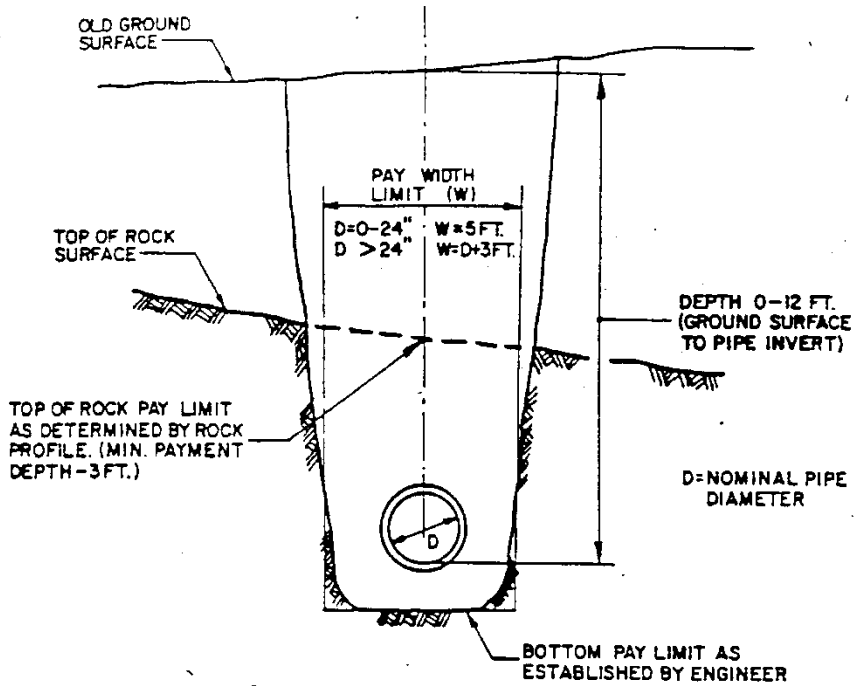 OLD GROUND
SURFACE
PAY WIDTH
LIMIT (W)
D=0-24" W=5FT.
D >24" W=D+3FT.
TOP OF ROCK
SURFACE
DEPTH 0-12 FT.
(GROUND SURFACE
TO PIPE INVERT)
TOP OF ROCK PAY LIMIT
AS DETERMINED BY ROCK
PROFILE. (MIN. PAYMENT
DEPTH-3FT.)
D=NOMINAL PIPE
DIAMETER
D
BOTTOM PAY LIMIT AS
ESTABLISHED BY ENGINEER